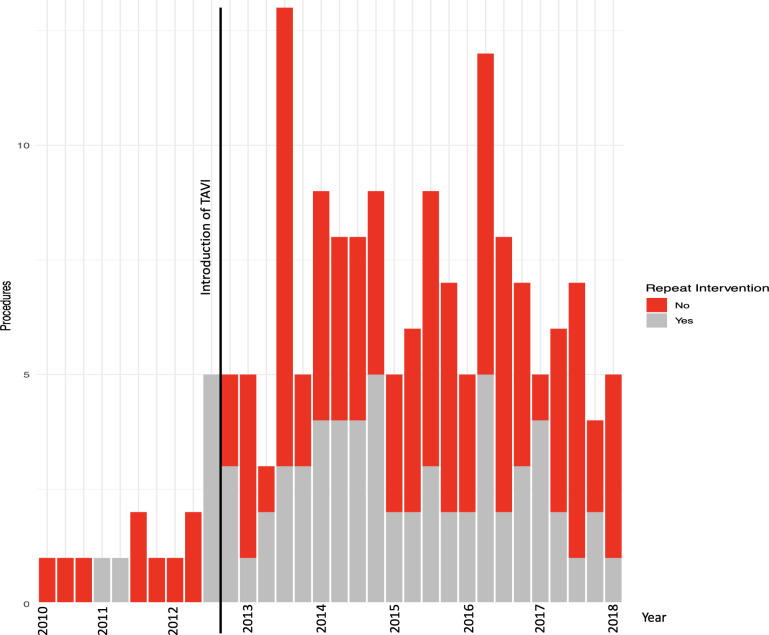 10
5
0
Procedures
Introduction of TAVI
Repeat Intervention
No
Yes
2010
2011
2012
2013
2014
2015
2016
2017
2018
Year